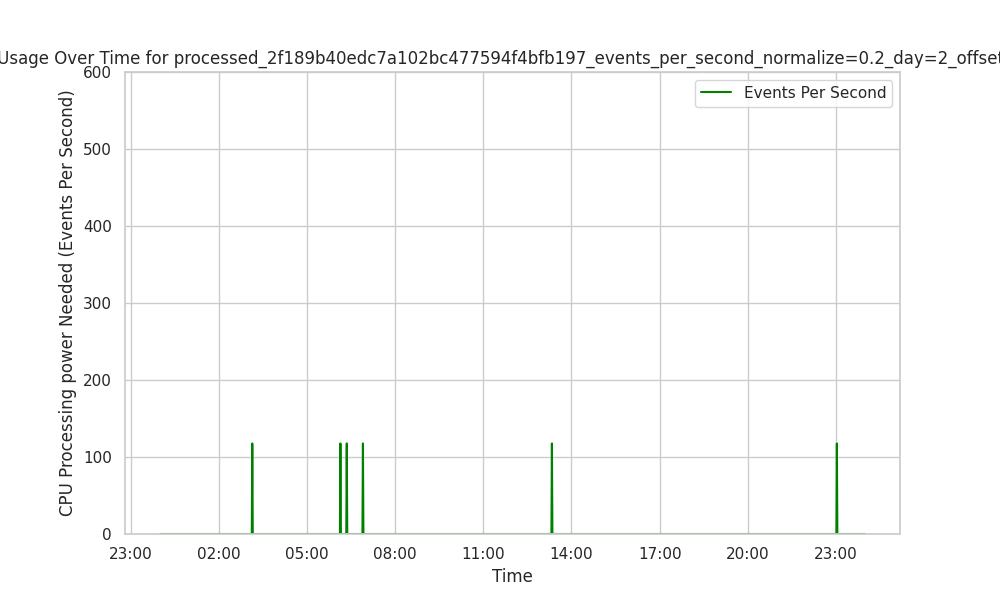 Usage Over Time for processed_2f189b40edc7a102bc477594f4bfb197_events_per_second_normalize=0.2_day=2_offset
Events Per Second
CPU Processing power Needed (Events Per Second)
600
500
400
300
200
100
0
23:00 02:00 05:00 08:00 11:00 14:00 17:00 20:00 23:00
Time